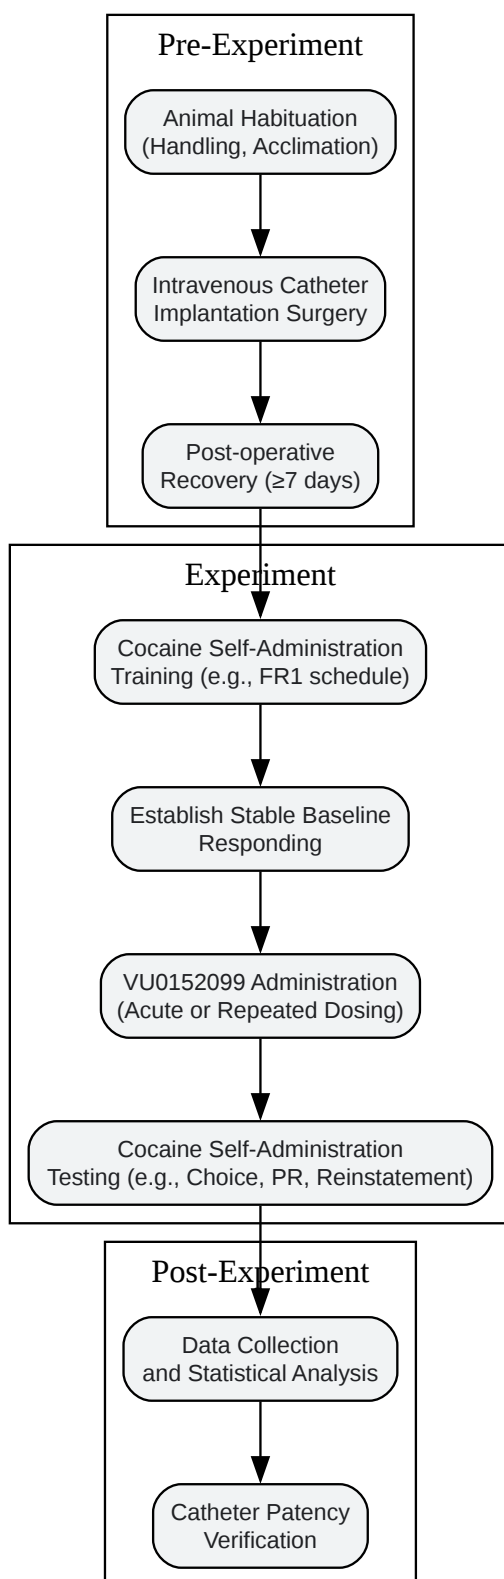 Pre-Experiment
Animal Habituation
(Handling, Acclimation)
Intravenous Catheter
Implantation Surgery
Post-operative
Recovery (≥7 days)
Experiment
Cocaine Self-Administration
Training (e.g., FR1 schedule)
Establish Stable Baseline
Responding
VU0152099 Administration
(Acute or Repeated Dosing)
Cocaine Self-Administration
Testing (e.g., Choice, PR, Reinstatement)
Post-Experiment
Data Collection
and Statistical Analysis
Catheter Patency
Verification